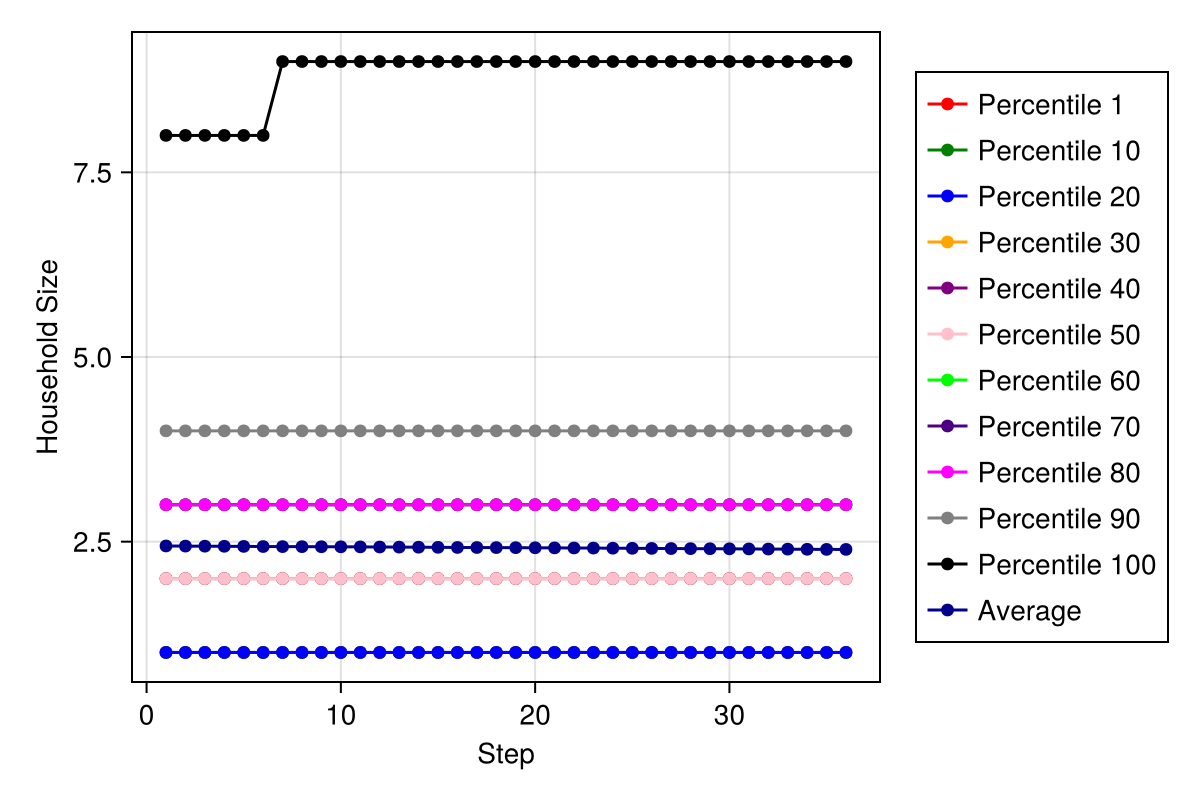 7.5
5.0
2.5
Household Size
0
10
20
30
Step
Percentile 1
Percentile 10
Percentile 20
Percentile 30
Percentile 40
Percentile 50
Percentile 60
Percentile 70
Percentile 80
Percentile 90
Percentile 100
Average